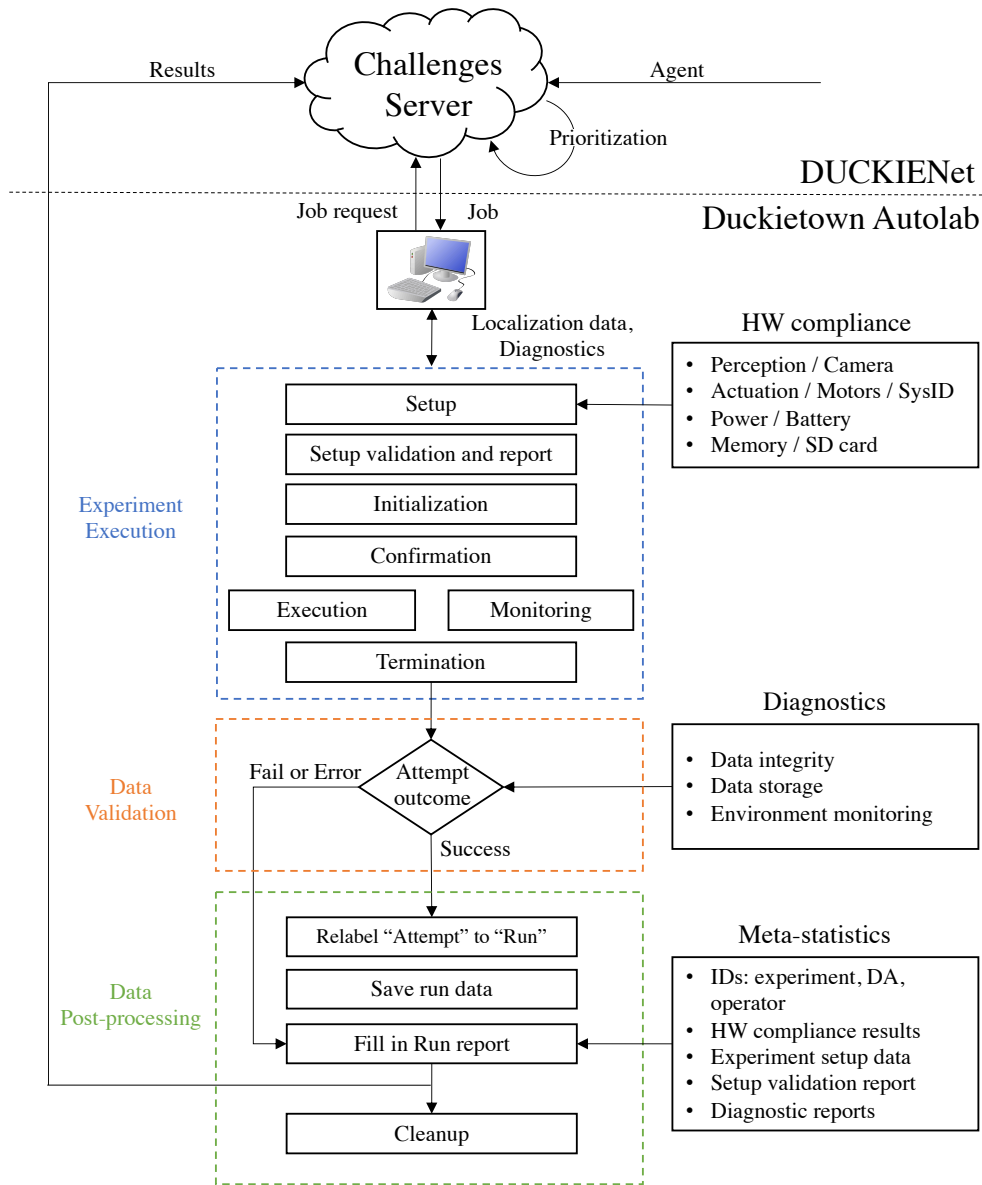 Challenges
Server
Results
Agent
Prioritization
DUCKIENet
Duckietown Autolab
Job request
Job
Localization data,
Diagnostics
HW compliance
• Perception / Camera
• Actuation / Motors / SysID
• Power / Battery
• Memory / SD card
Experiment
Execution
Setup
Setup validation and report
Initialization
Confirmation
Execution
Monitoring
Termination
Diagnostics
• Data integrity
• Data storage
• Environment monitoring
Data
Validation
Fail or Error
Attempt
outcome
Success
Data
Post-processing
Relabel “Attempt” to “Run”
Save run data
Fill in Run report
Cleanup
Meta-statistics
• IDs: experiment, DA,
operator
• HW compliance results
• Experiment setup data
• Setup validation report
• Diagnostic reports